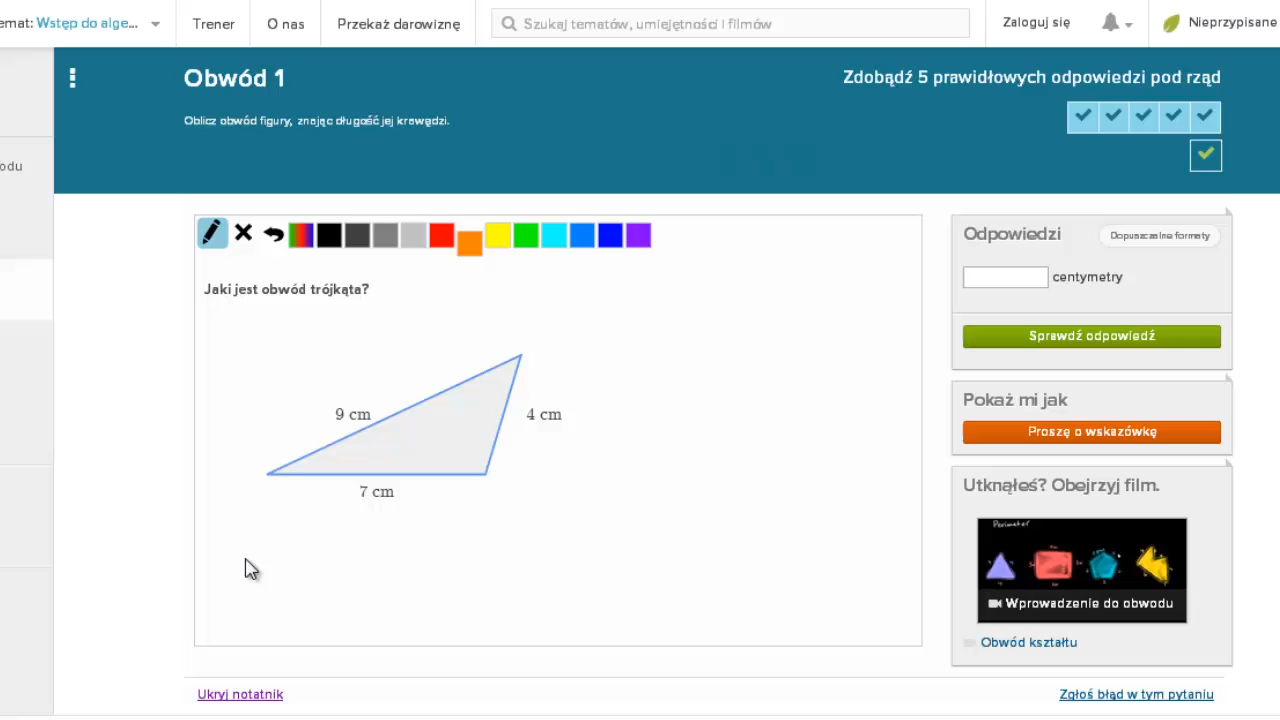 emat: Wstęp do alge... Trener O nas Przekaż darowiznę Szukaj tematów, umiejętności i filmów Zaloguj się Nieprzypisane
Obwód 1
Zdobądź 5 prawidłowych odpowiedzi pod rząd
Oblicz obwód figury, znając długość jej krawędzi.
odu
Jaki jest obwód trójkąta?
9 cm
4 cm
7 cm
Odpowiedzi
Dopuszczalne formaty
centymetry
Sprawdź odpowiedź
Pokaż mi jak
Proszę o wskazówkę
Utknąłeś? Obejrzyj film.
Perimeter
Wprowadzenie do obwodu
Obwód kształtu
Ukryj notatnik
Zgłoś błąd w tym pytaniu